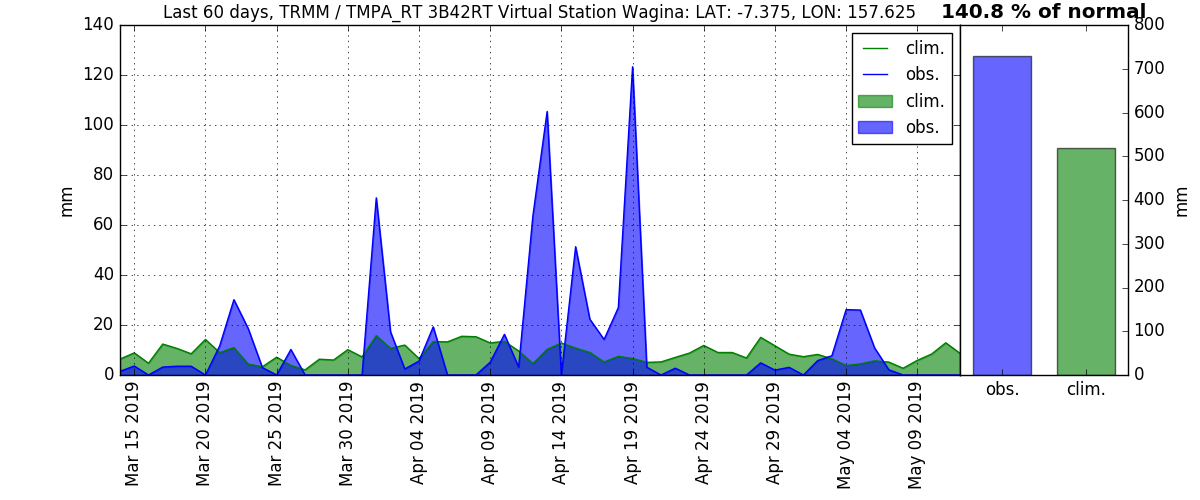 Last 60 days, TRMM / TMPA_RT 3B42RT Virtual Station Wagina: LAT: -7.375, LON: 157.625
140.8 % of normal
mm
140
120
100
80
60
40
20
0
clim.
obs.
clim.
obs.
Mar 15 2019
Mar 20 2019
Mar 25 2019
Mar 30 2019
Apr 04 2019
Apr 09 2019
Apr 14 2019
Apr 19 2019
Apr 24 2019
Apr 29 2019
May 04 2019
May 09 2019
800
700
600
500
400
300
200
100
0
mm
obs.
clim.